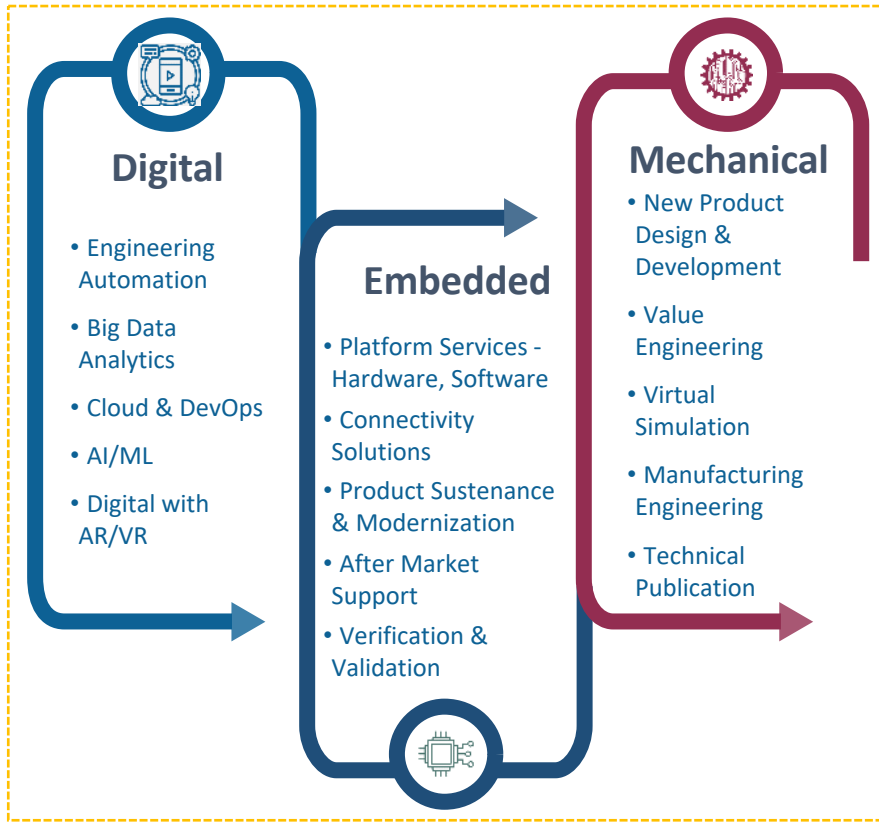 Digital
• Engineering
Automation
• Big Data
Analytics
• Cloud & DevOps
• AI/ML
• Digital with
AR/VR
Embedded
• Platform Services -
Hardware, Software
• Connectivity
Solutions
• Product Sustenance
& Modernization
• After Market
Support
• Verification &
Validation
Mechanical
• New Product
Design &
Development
• Value
Engineering
• Virtual
Simulation
• Manufacturing
Engineering
• Technical
Publication